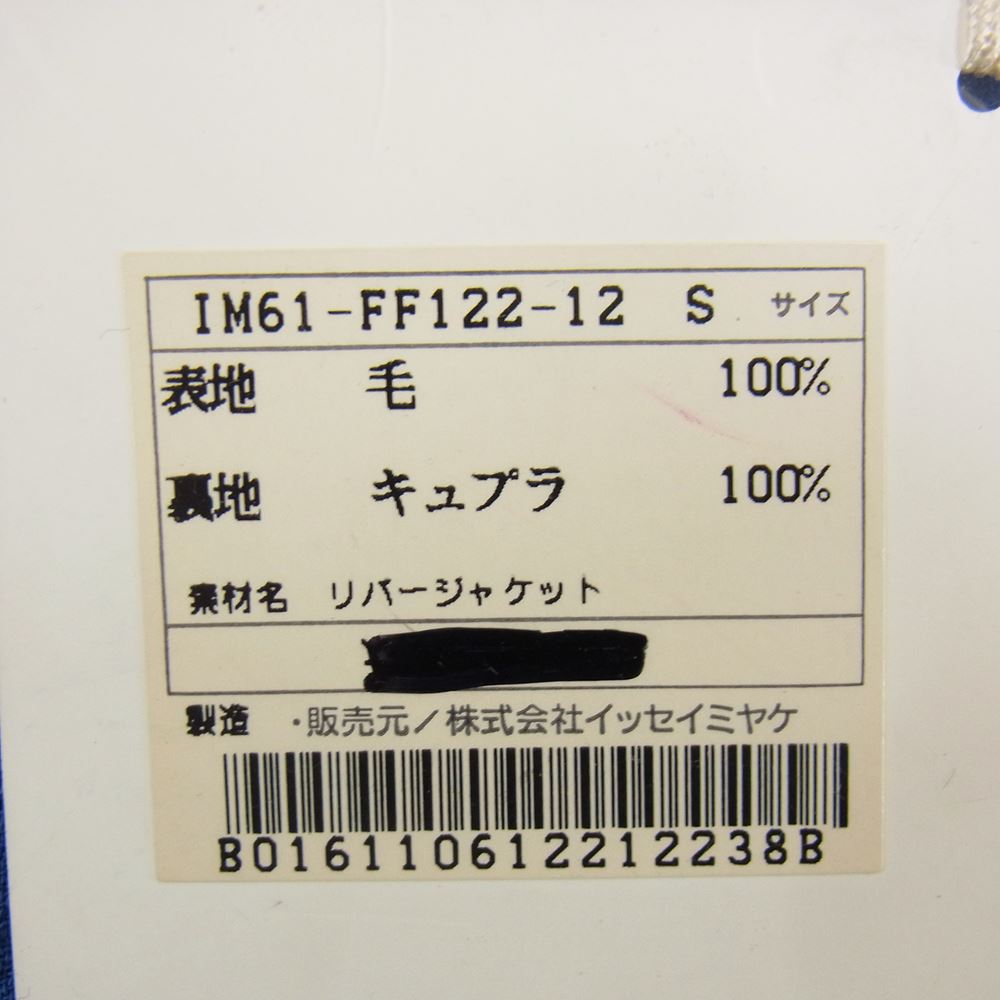 IM61-FF122-12 S サイズ
表地 毛 100%
裏地 キュプラ 100%
素材名 リバージャケット
製造・販売元/株式会社イッセイミヤケ
B016110612212238B